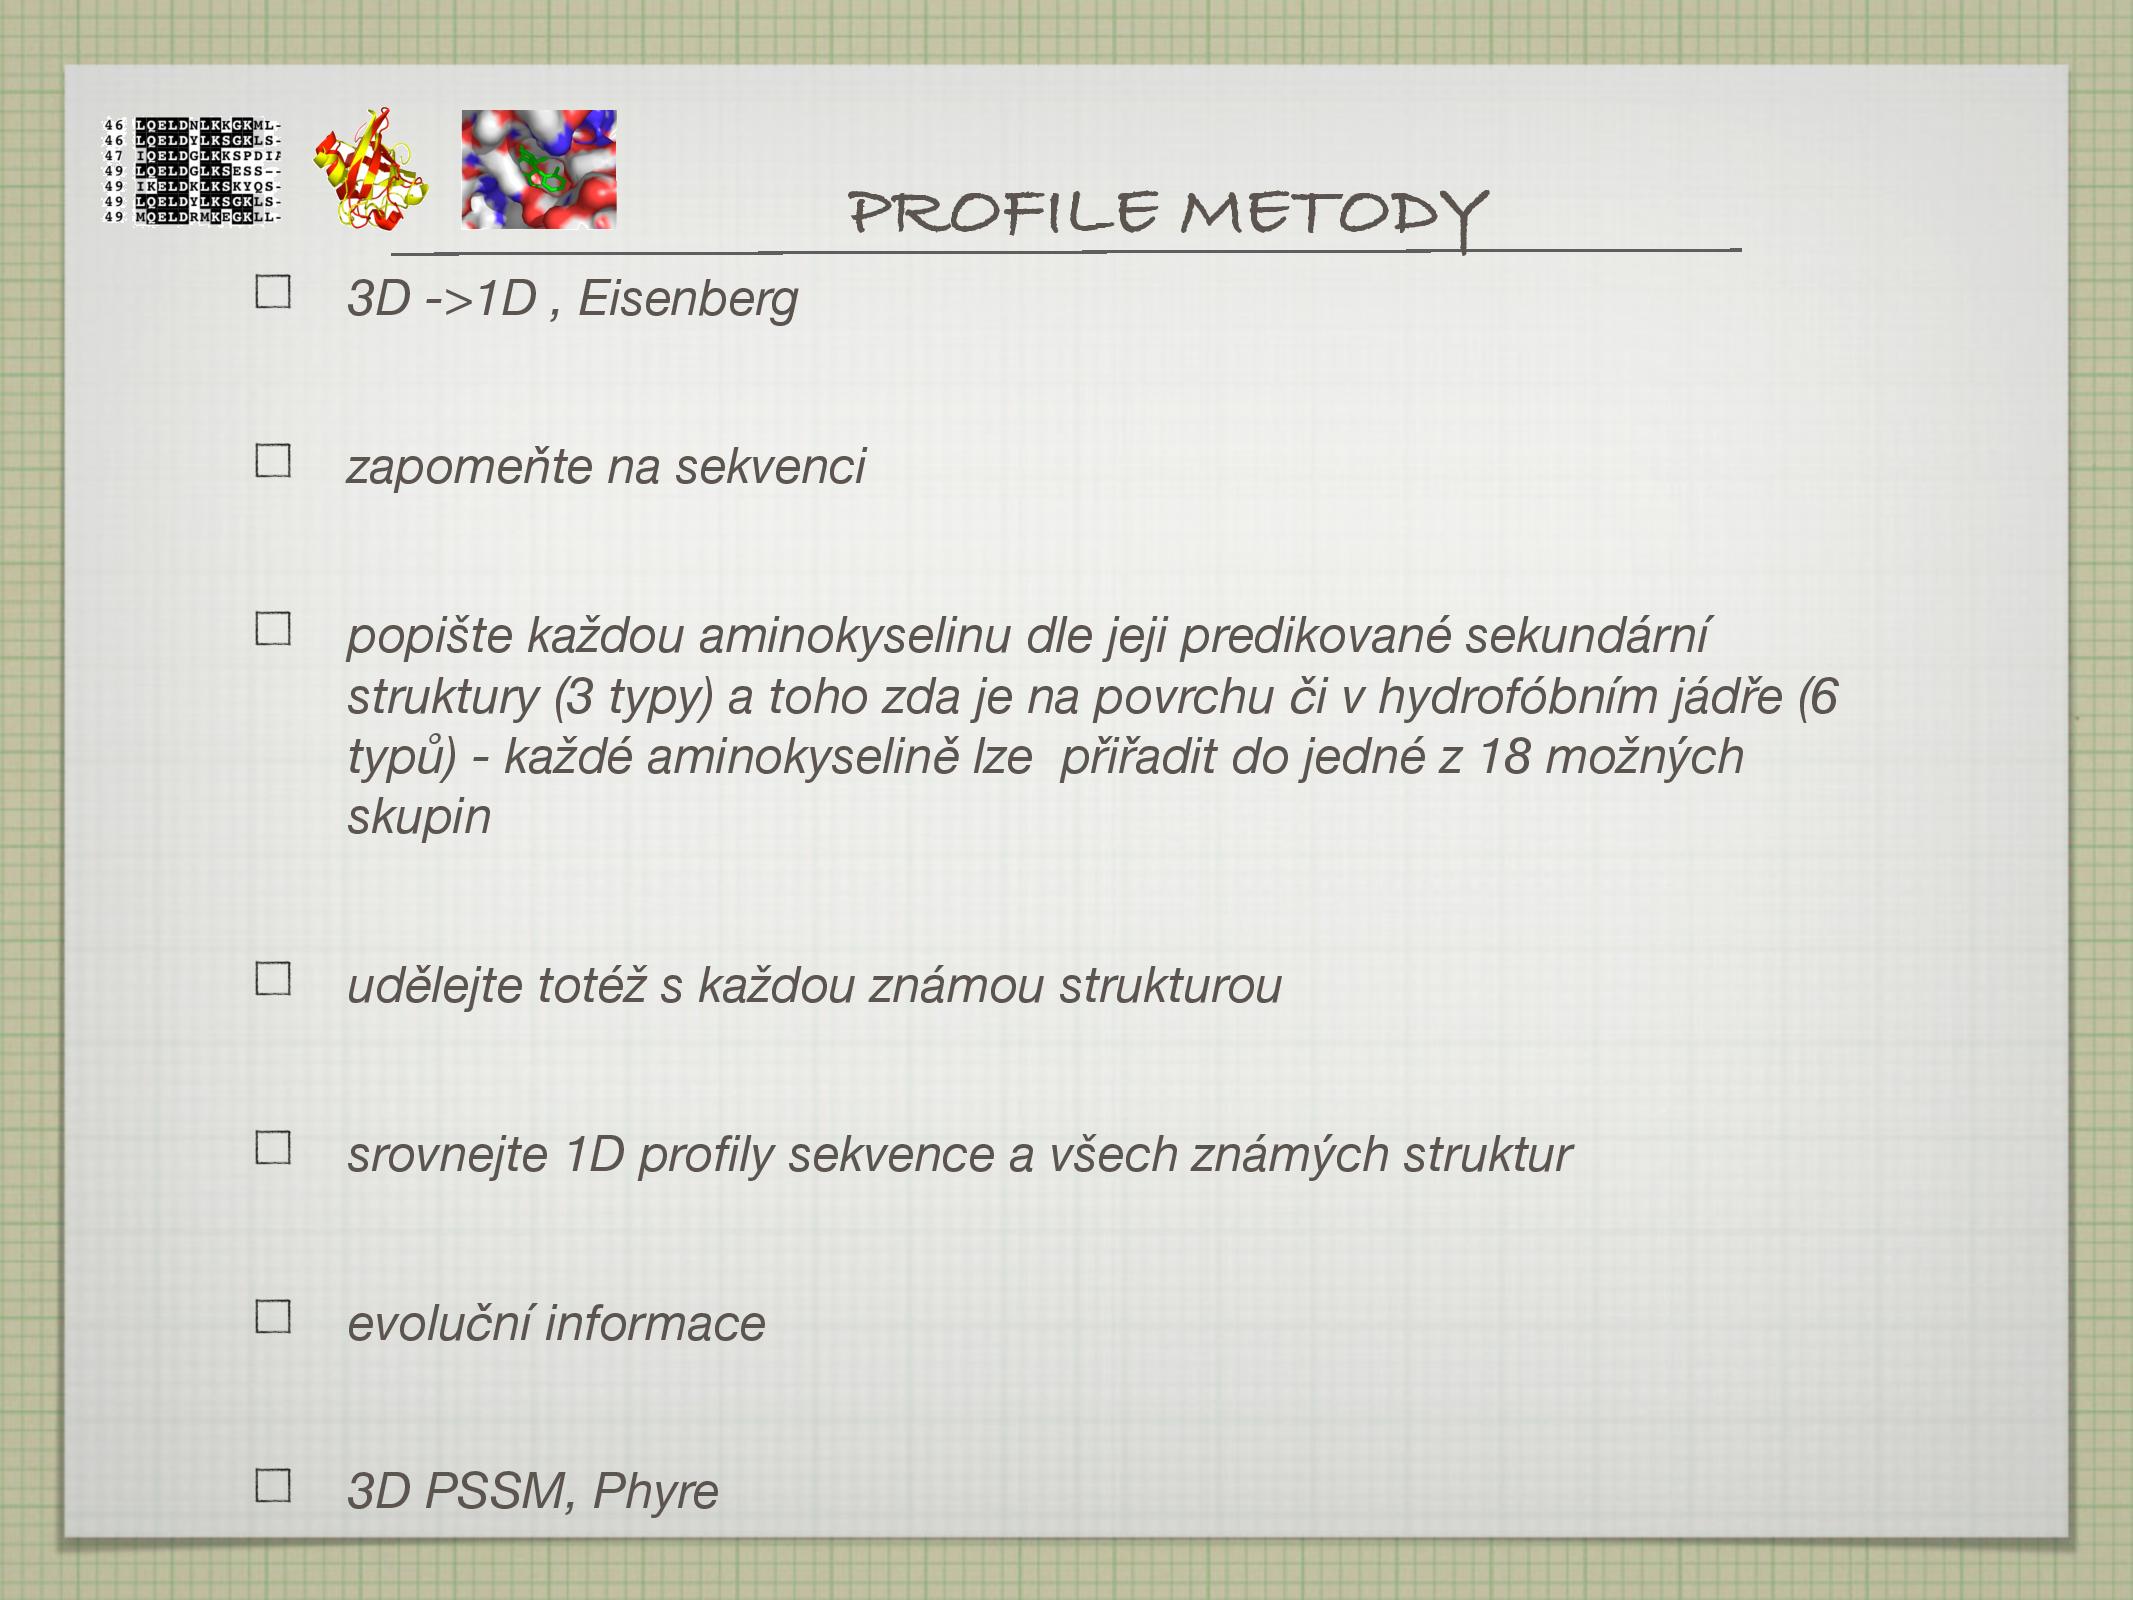 46 LQELDNLKKGKML-
46 LQELDYLKSGKLS-
47 IQELDGLKKSPDIA
49 LQELDGLKSESS--
49 IKELDKLKSKYQS-
49 LQELDYLKSGKLS-
49 MQELDRMKEGKLL-
PROFILE METODY
3D ->1D , Eisenberg
zapomeňte na sekvenci
popište každou aminokyselinu dle jeji predikované sekundární
struktury (3 typy) a toho zda je na povrchu či v hydrofóbním jádře (6
typů) - každé aminokyselině lze  přiřadit do jedné z 18 možných
skupin
udělejte totéž s každou známou strukturou
srovnejte 1D profily sekvence a všech známých struktur
evoluční informace
3D PSSM, Phyre